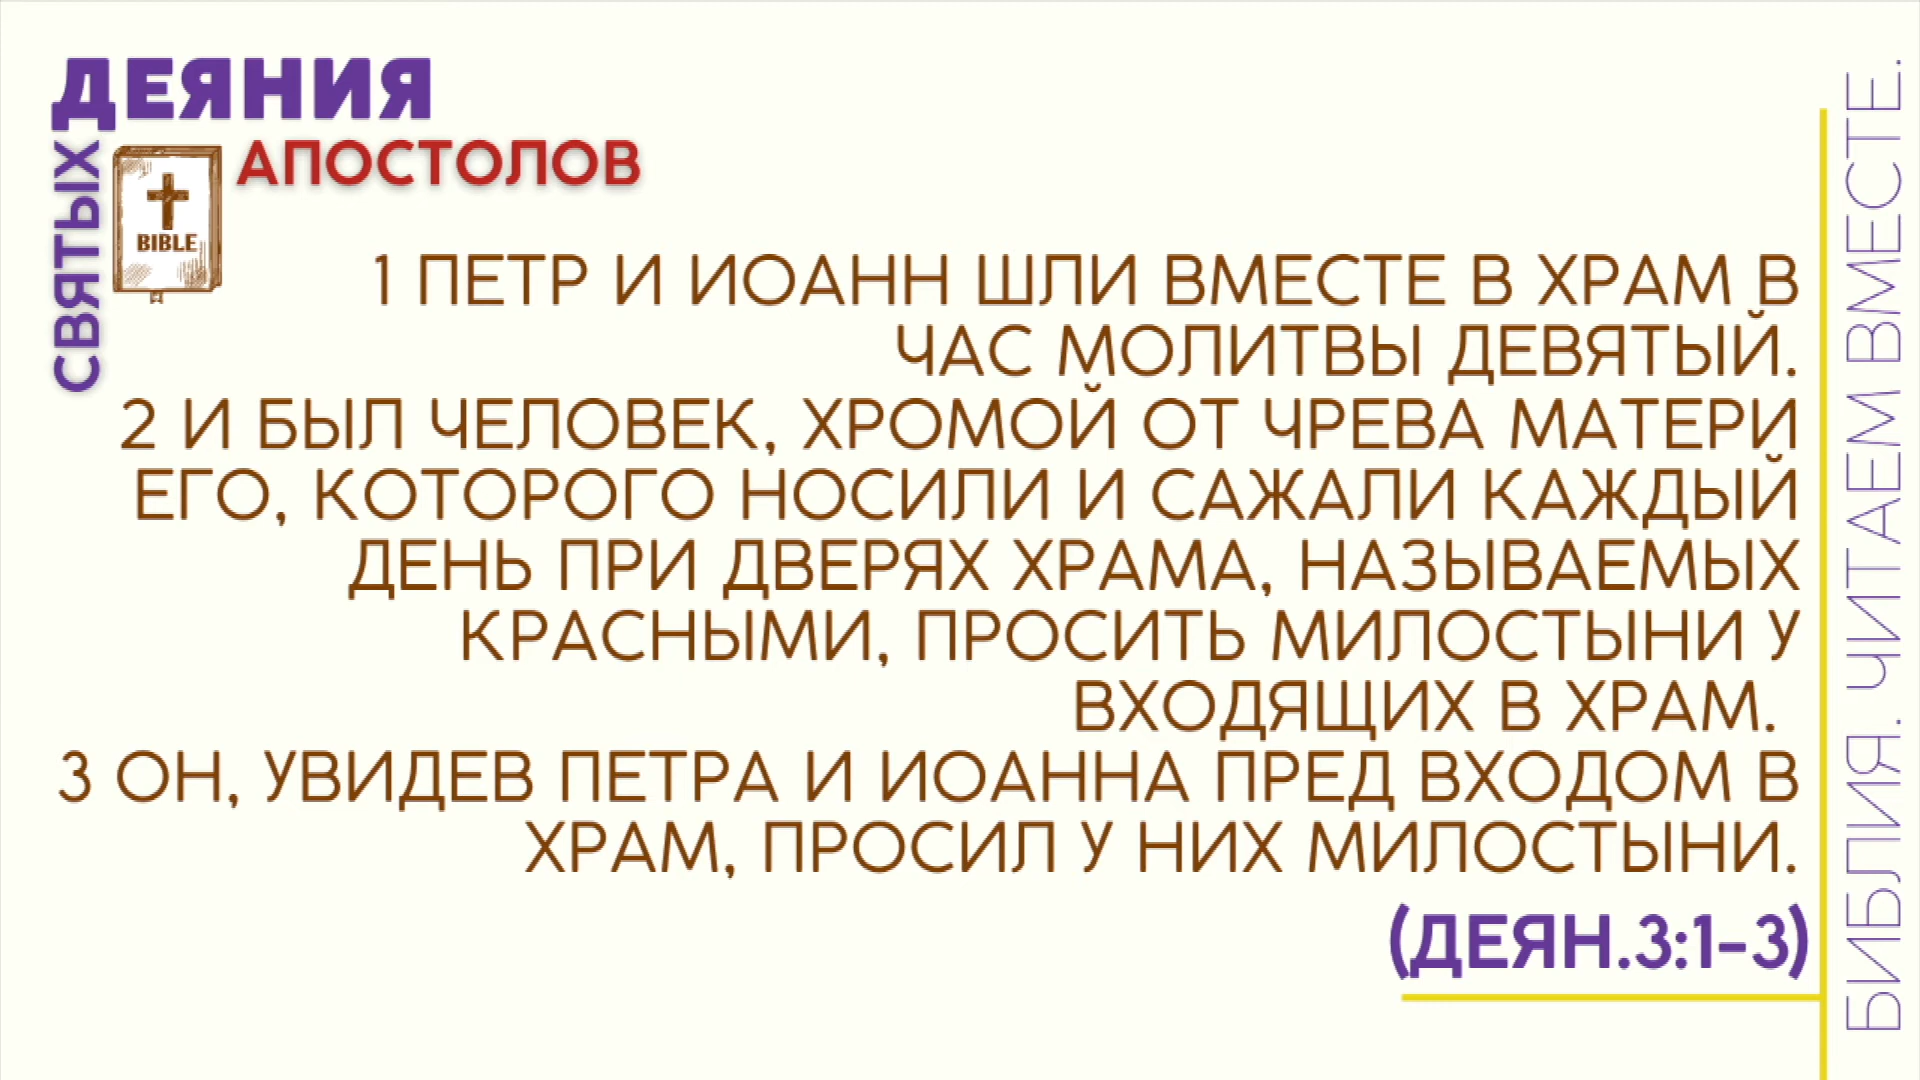 ДЕЯНИЯ
СВЯТЫХ
АПОСТОЛОВ
BIBLE
1 ПЕТР И ИОАНН ШЛИ ВМЕСТЕ В ХРАМ В
ЧАС МОЛИТВЫ ДЕВЯТЫЙ.
2 И БЫЛ ЧЕЛОВЕК, ХРОМОЙ ОТ ЧРЕВА МАТЕРИ
ЕГО, КОТОРОГО НОСИЛИ И САЖАЛИ КАЖДЫЙ
ДЕНЬ ПРИ ДВЕРЯХ ХРАМА, НАЗЫВАЕМЫХ
КРАСНЫМИ, ПРОСИТЬ МИЛОСТЫНИ У
ВХОДЯЩИХ В ХРАМ.
3 ОН, УВИДЕВ ПЕТРА И ИОАННА ПРЕД ВХОДОМ В
ХРАМ, ПРОСИЛ У НИХ МИЛОСТЫНИ.
(ДЕЯН.3:1-3)
БИБЛИЯ. ЧИТАЕМ ВМЕСТЕ.